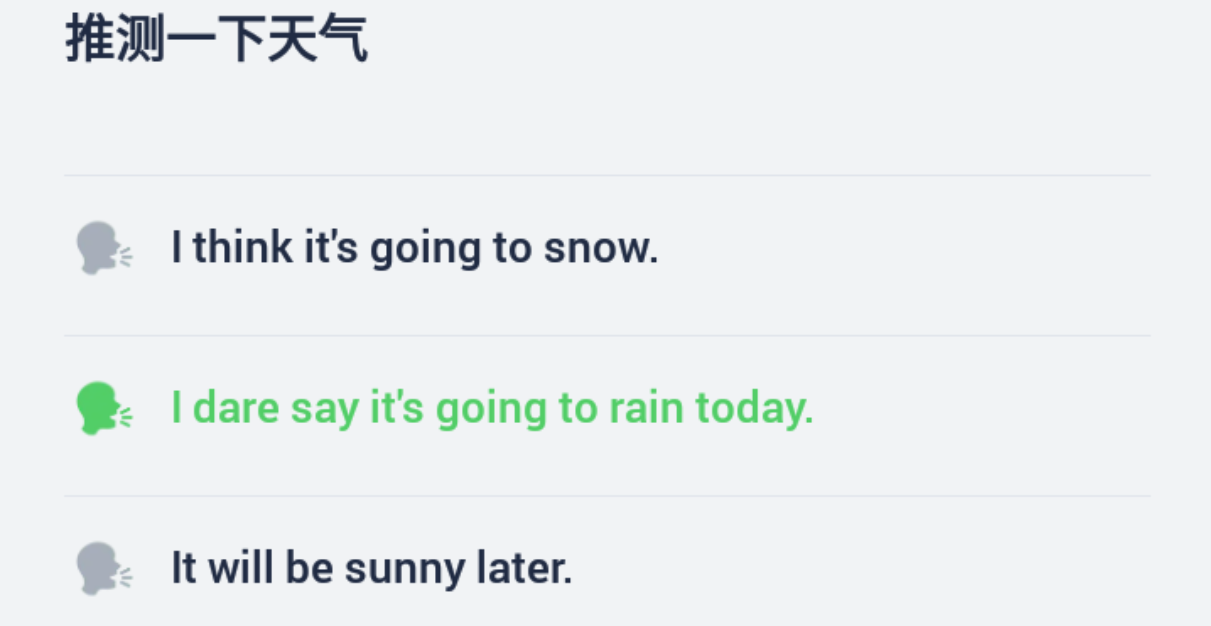 推测一下天气
I think it's going to snow.
I dare say it's going to rain today.
It will be sunny later.